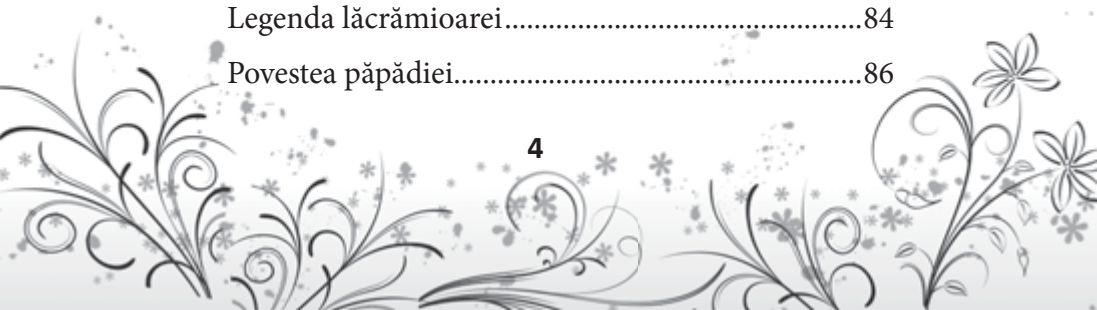 Legenda lăcrămioarei.................................................84
Povestea păpădiei........................................................86
4